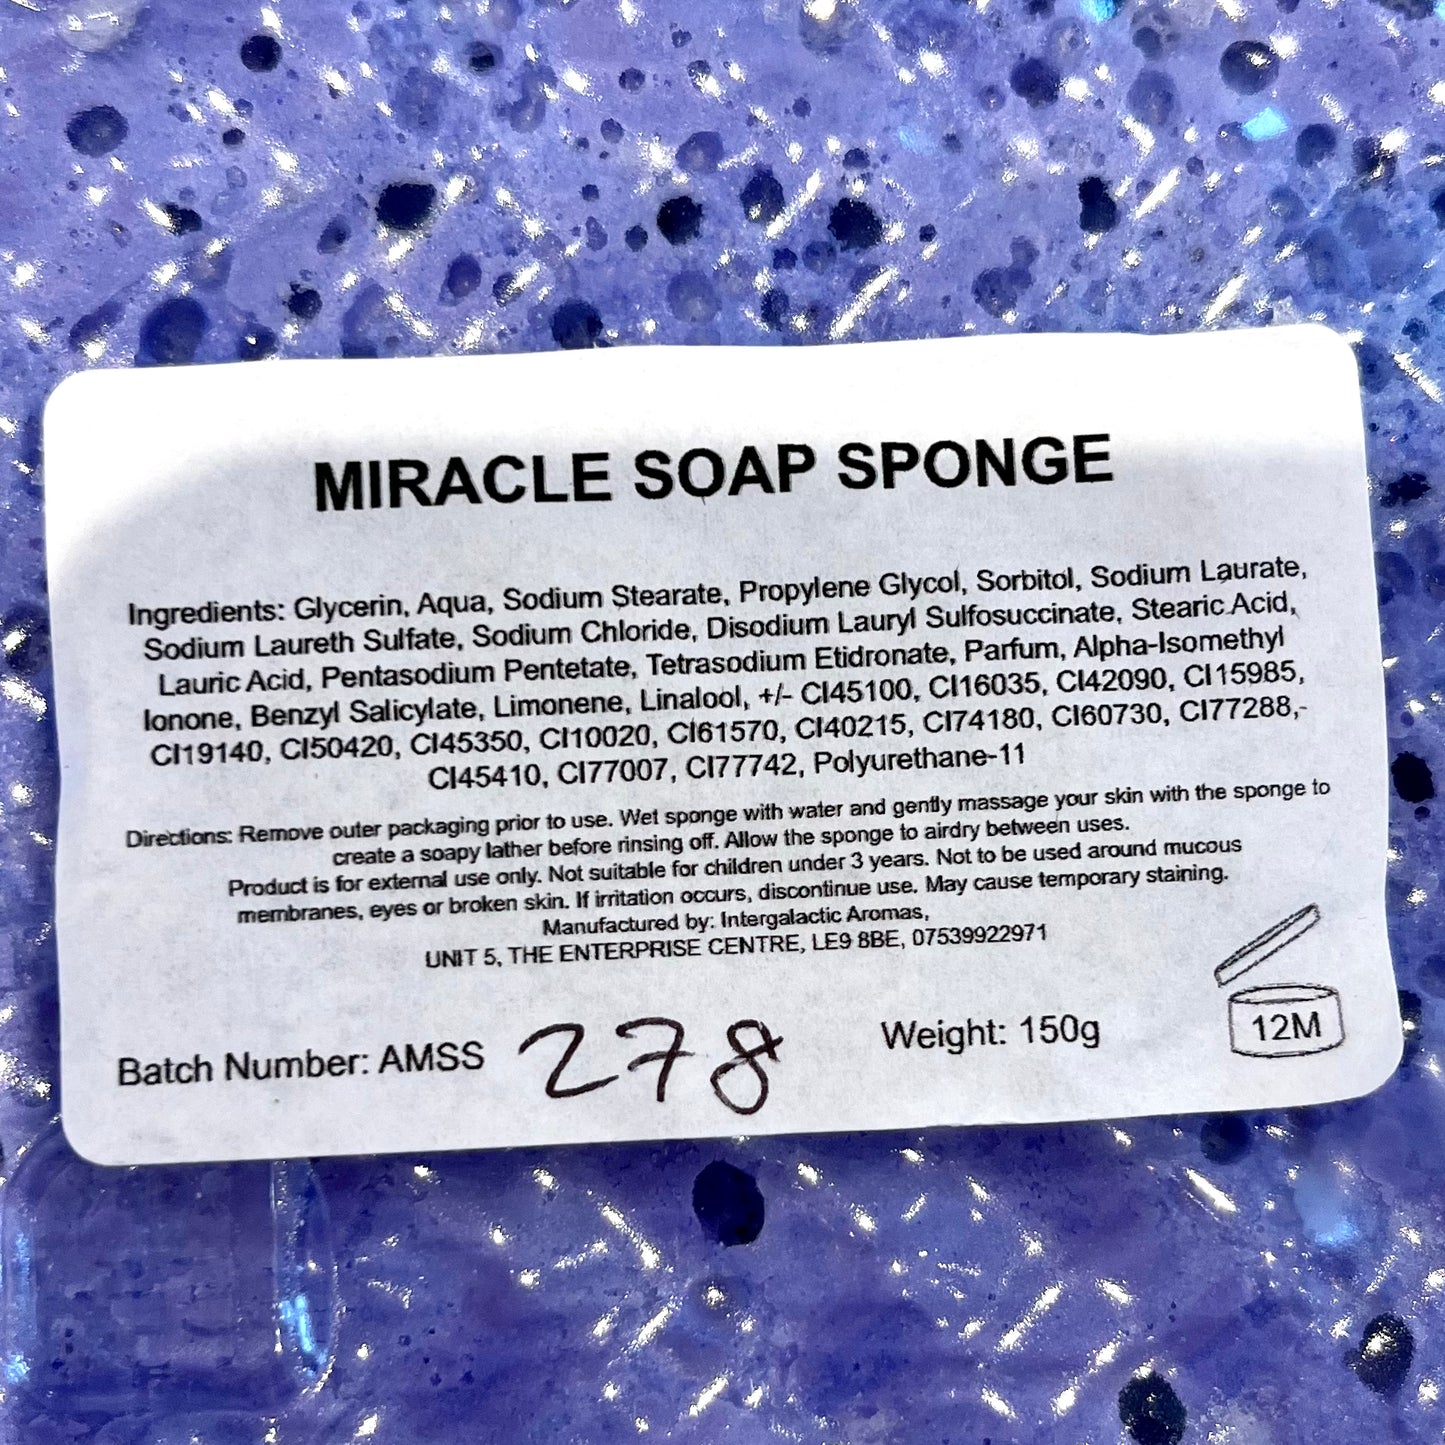 MIRACLE SOAP SPONGE
Ingredients: Glycerin, Aqua, Sodium Stearate, Propylene Glycol, Sorbitol, Sodium Laurate,
Sodium Laureth Sulfate, Sodium Chloride, Disodium Lauryl Sulfosuccinate, Stearic Acid,
Lauric Acid, Pentasodium Pentetate, Tetrasodium Etidronate, Parfum, Alpha-Isomethyl
Ionone, Benzyl Salicylate, Limonene, Linalool, +/- CI45100, CI16035, CI42090, CI15985,
CI19140, CI50420, CI45350, CI10020, CI61570, CI40215, CI74180, CI60730, CI77288,-
CI45410, CI77007, CI77742, Polyurethane-11
Directions: Remove outer packaging prior to use. Wet sponge with water and gently massage your skin with the sponge to
create a soapy lather before rinsing off. Allow the sponge to airdry between uses.
Product is for external use only. Not suitable for children under 3 years. Not to be used around mucous
membranes, eyes or broken skin. If irritation occurs, discontinue use. May cause temporary staining.
Manufactured by: Intergalactic Aromas,
UNIT 5, THE ENTERPRISE CENTRE, LE9 8BE, 07539922971
Batch Number: AMSS 278 Weight: 150g
12M